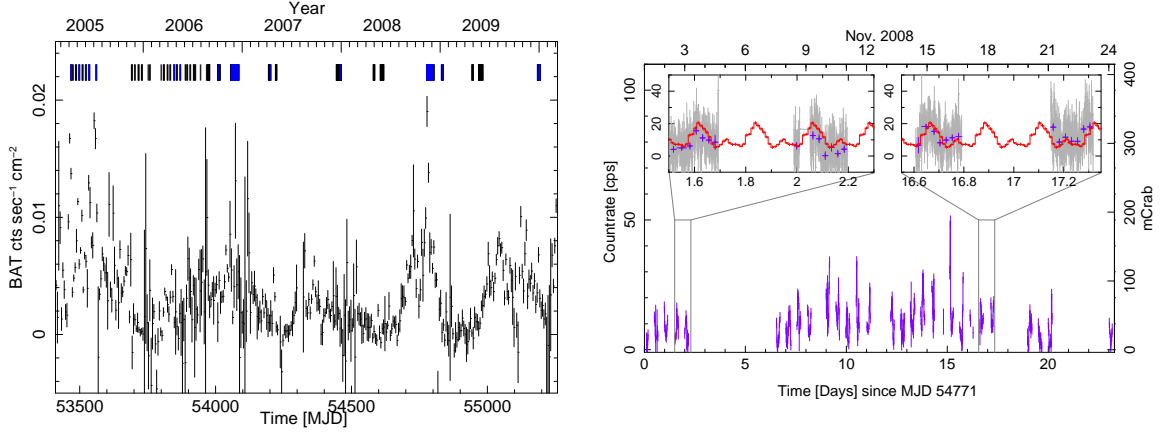 Year
2005 2006 2007 2008 2009
BAT cts sec⁻¹ cm⁻²
0.02
0.01
0
53500 54000 54500 55000
Time [MJD]
Nov. 2008
3 6 9 12 15 18 21 24
Countrate [cps]
100
50
0
mCrab
400
300
200
100
0
40
20
0
1.6 1.8 2 2.2
40
20
0
16.6 16.8 17 17.2
0 5 10 15 20
Time [Days] since MJD 54771